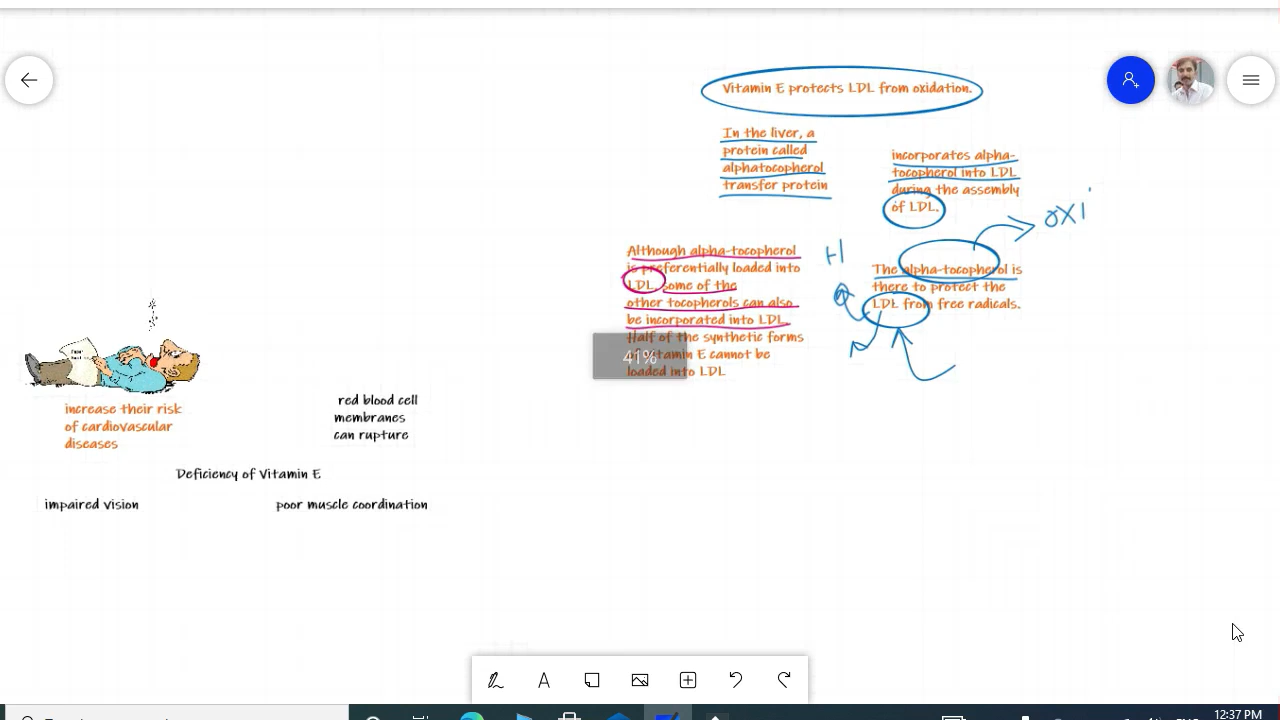 Vitamin E protects LDL from oxidation.
In the liver, a
protein called
alphatocopherol
transfer protein
incorporates alpha-
tocopherol into LDL
during the assembly
of LDL.
oxi
Although alpha-tocopherol
is preferentially loaded into
LDL some of the
other tocopherols can also
be incorporated into LDL.
Half of the synthetic forms
of vitamin E cannot be
loaded into LDL
The alpha-tocopherol is
there to protect the
LDL from free radicals.
41%
increase their risk
of cardiovascular
diseases
red blood cell
membranes
can rupture
Deficiency of Vitamin E
impaired vision
poor muscle coordination
A
12:37 PM